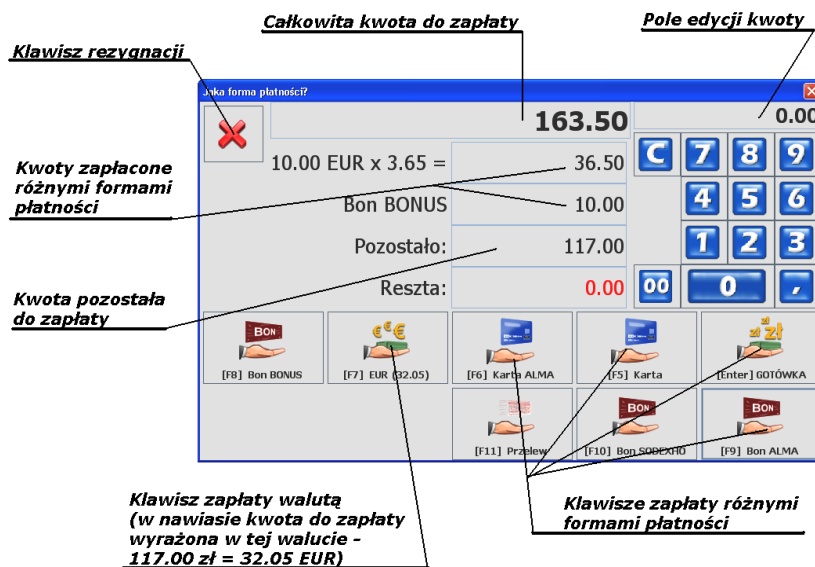 Całkowita kwota do zapłaty
Pole edycji kwoty
Klawisz rezygnacji
Jaka forma płatności?
163.50
0.00
10.00 EUR x 3.65 =
36.50
C
7
8
9
Kwoty zapłacone
różnymi formami
płatności
Bon BONUS
10.00
4
5
6
Pozostało:
117.00
1
2
3
Kwota pozostała
do zapłaty
Reszta:
0.00
00
0
,
BON
€€€
zł zł zł
[F8] Bon BONUS
[F7] EUR (32.05)
[F6] Karta ALMA
[F5] Karta
[Enter] GOTÓWKA
BON
BON
[F11] Przelew
[F10] Bon SODEXHO
[F9] Bon ALMA
Klawisz zapłaty walutą
(w nawiasie kwota do zapłaty
wyrażona w tej walucie -
117.00 zł = 32.05 EUR)
Klawisze zapłaty różnymi
formami płatności